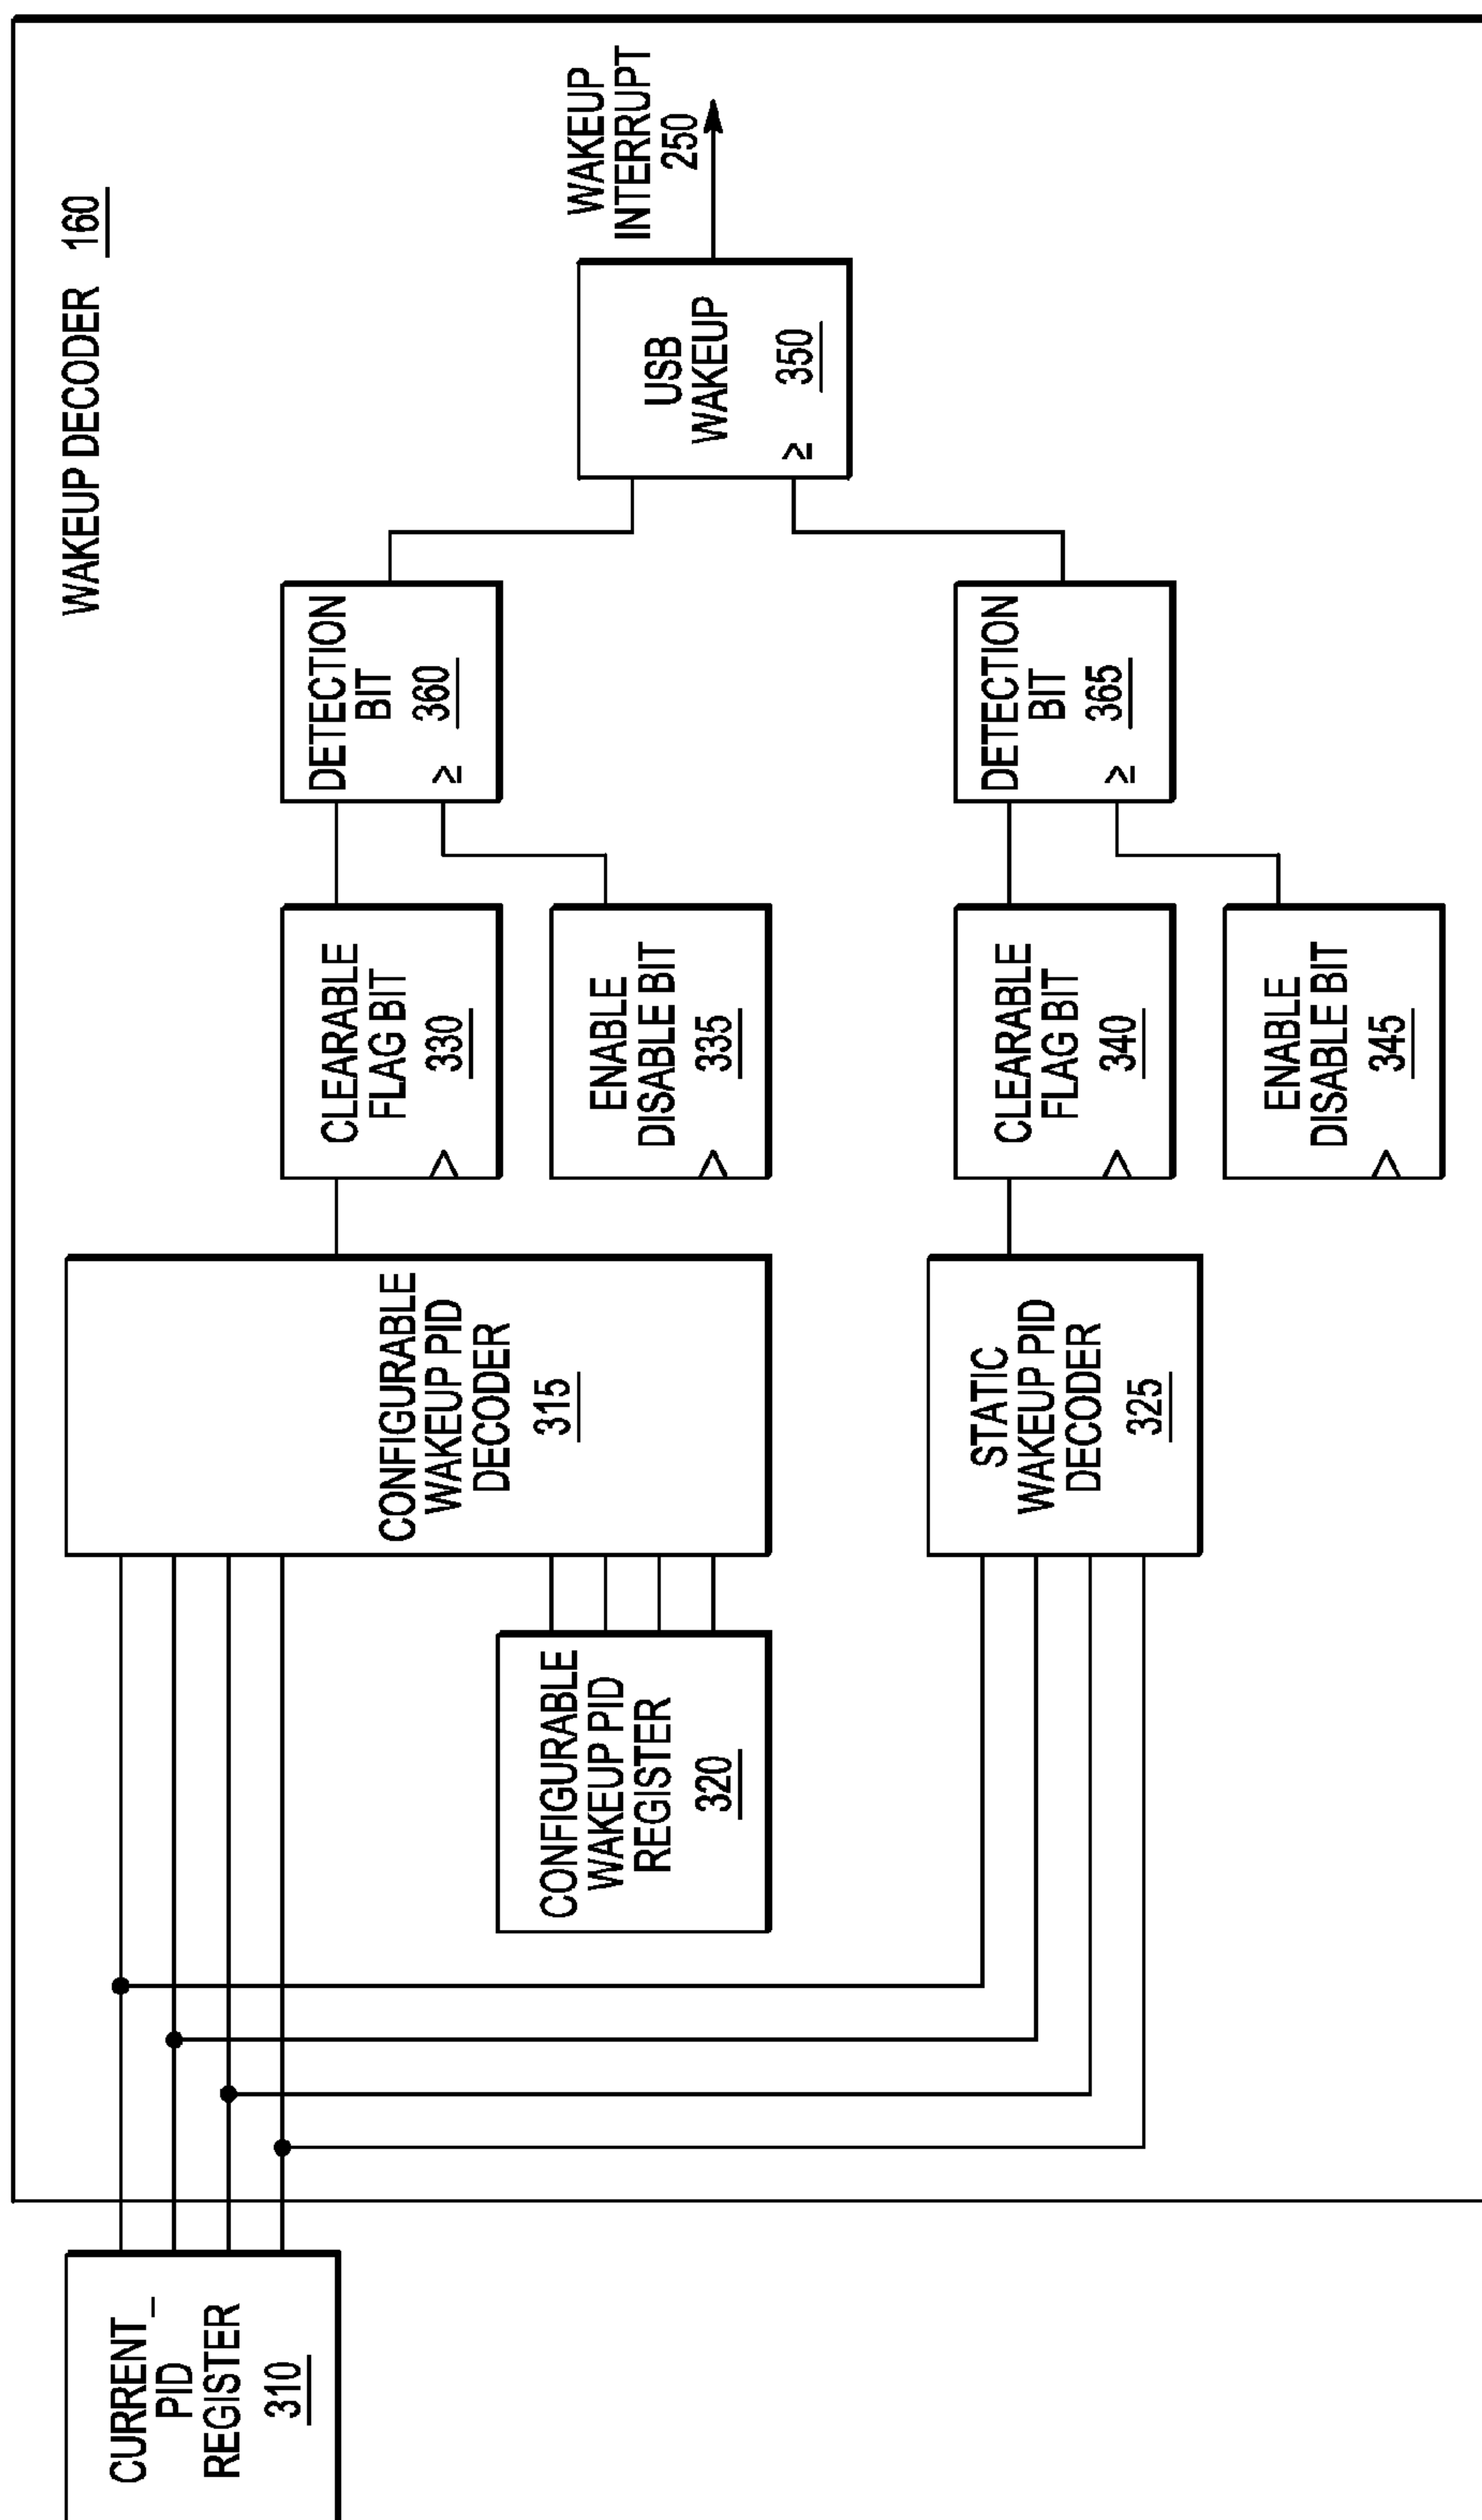 WAKEUP DECODER 160
CURRENT_
PID
REGISTER
310
CONFIGURABLE
WAKEUP PID
REGISTER
320
CONFIGURABLE
WAKEUP PID
DECODER
315
STATIC
WAKEUP PID
DECODER
325
CLEARABLE
FLAG BIT
330
ENABLE
DISABLE BIT
335
CLEARABLE
FLAG BIT
340
ENABLE
DISABLE BIT
345
DETECTION
BIT
360
≥
DETECTION
BIT
365
≥
USB
WAKEUP
350
≥
WAKEUP
INTERRUPT
250